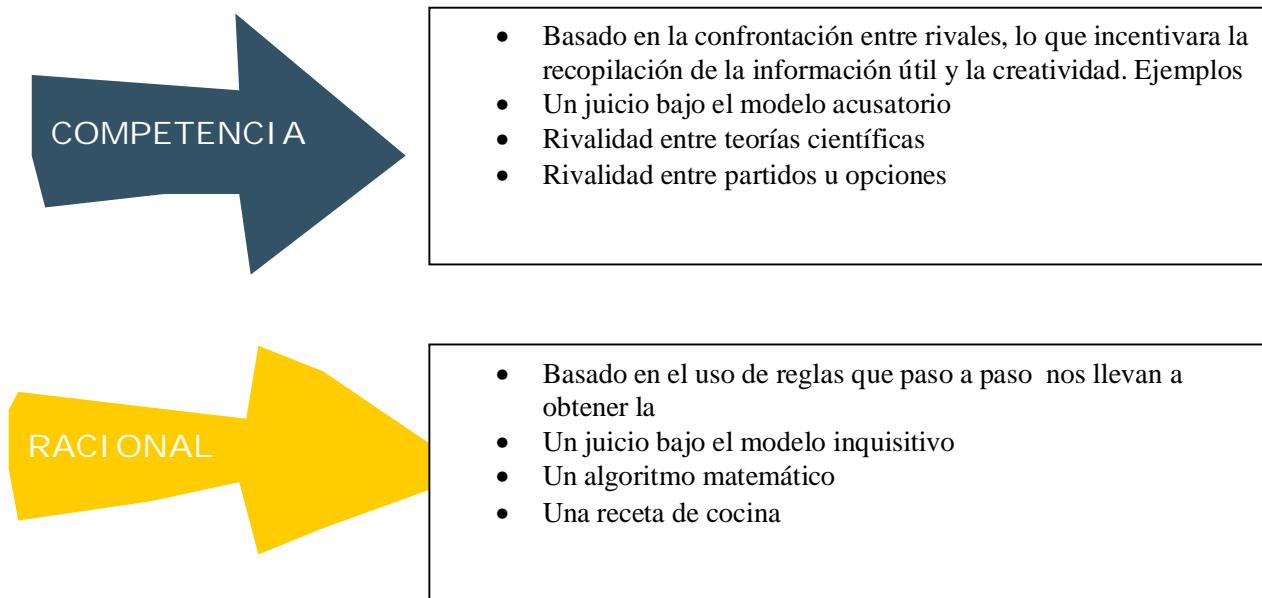 COMPETENCIA
• Basado en la confrontación entre rivales, lo que incentivara la
recopilación de la información útil y la creatividad. Ejemplos
• Un juicio bajo el modelo acusatorio
• Rivalidad entre teorías científicas
• Rivalidad entre partidos u opciones
RACIONAL
• Basado en el uso de reglas que paso a paso  nos llevan a
obtener la
• Un juicio bajo el modelo inquisitivo
• Un algoritmo matemático
• Una receta de cocina